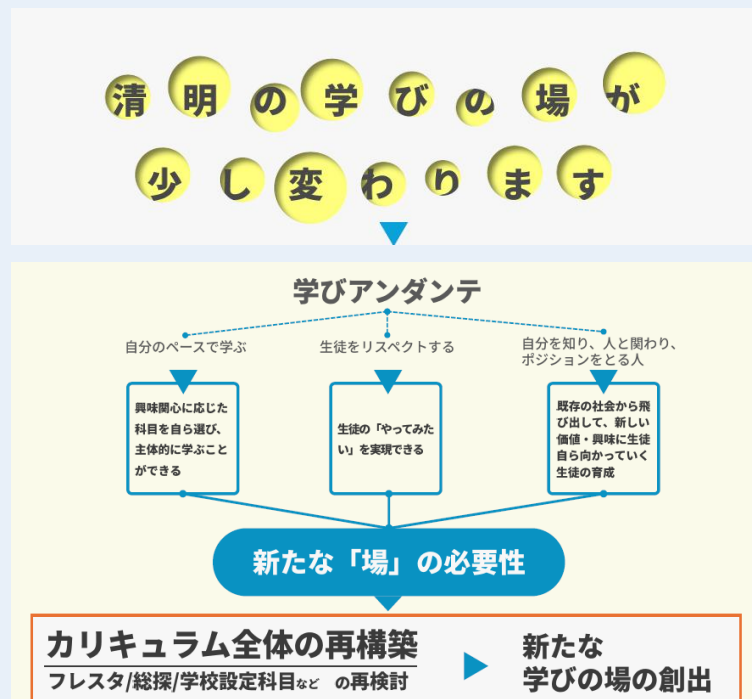 清明の学びの場が
少し変わります
学びアンダンテ
自分のペースで学ぶ
生徒をリスペクトする
自分を知り、人と関わり、
ポジションをとる人
興味関心に応じた
科目を自ら選び、
主体的に学ぶこと
ができる
生徒の「やってみた
い」を実現できる
既存の社会から飛
び出して、新しい
価値・興味に生徒
自ら向かっていく
生徒の育成
新たな「場」の必要性
カリキュラム全体の再構築
フレスタ/総探/学校設定科目など の再検討
新たな
学びの場の創出